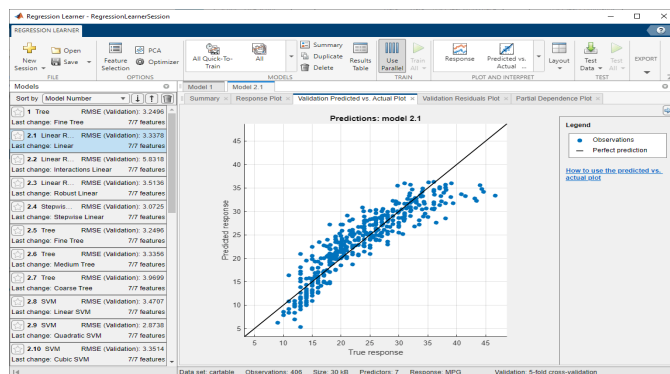 Regression Learner - RegressionLearnerSession
REGRESSION LEARNER
New Session
Open
Save
FILE
Feature Selection
PCA
Optimizer
OPTIONS
All Quick-To-Train
All
Summary
Duplicate
Delete
MODELS
Results Table
Use Parallel
Train All
TRAIN
Response
Predicted vs. Actual ...
PLOT AND INTERPRET
Layout
Test Data
Test All
TEST
EXPORT
Models
Sort by Model Number
1 Tree RMSE (Validation): 3.2496
Last change: Fine Tree 7/7 features
2.1 Linear R... RMSE (Validation): 3.3378
Last change: Linear 7/7 features
2.2 Linear R... RMSE (Validation): 5.8318
Last change: Interactions Linear 7/7 features
2.3 Linear R... RMSE (Validation): 3.5136
Last change: Robust Linear 7/7 features
2.4 Stepwis... RMSE (Validation): 3.0725
Last change: Stepwise Linear 7/7 features
2.5 Tree RMSE (Validation): 3.2496
Last change: Fine Tree 7/7 features
2.6 Tree RMSE (Validation): 3.3356
Last change: Medium Tree 7/7 features
2.7 Tree RMSE (Validation): 3.9699
Last change: Coarse Tree 7/7 features
2.8 SVM RMSE (Validation): 3.4707
Last change: Linear SVM 7/7 features
2.9 SVM RMSE (Validation): 2.8738
Last change: Quadratic SVM 7/7 features
2.10 SVM RMSE (Validation): 3.3514
Last change: Cubic SVM 7/7 features
Model 1
Model 2.1
Summary
Response Plot
Validation Predicted vs. Actual Plot
Validation Residuals Plot
Partial Dependence Plot
Predictions: model 2.1
Predicted response
45
40
35
30
25
20
15
10
5
5 10 15 20 25 30 35 40 45
True response
Legend
Observations
Perfect prediction
How to use the predicted vs.
actual plot
Data set: cartable Observations: 406 Size: 30 kB Predictors: 7 Response: MPG Validation: 5-fold cross-validation